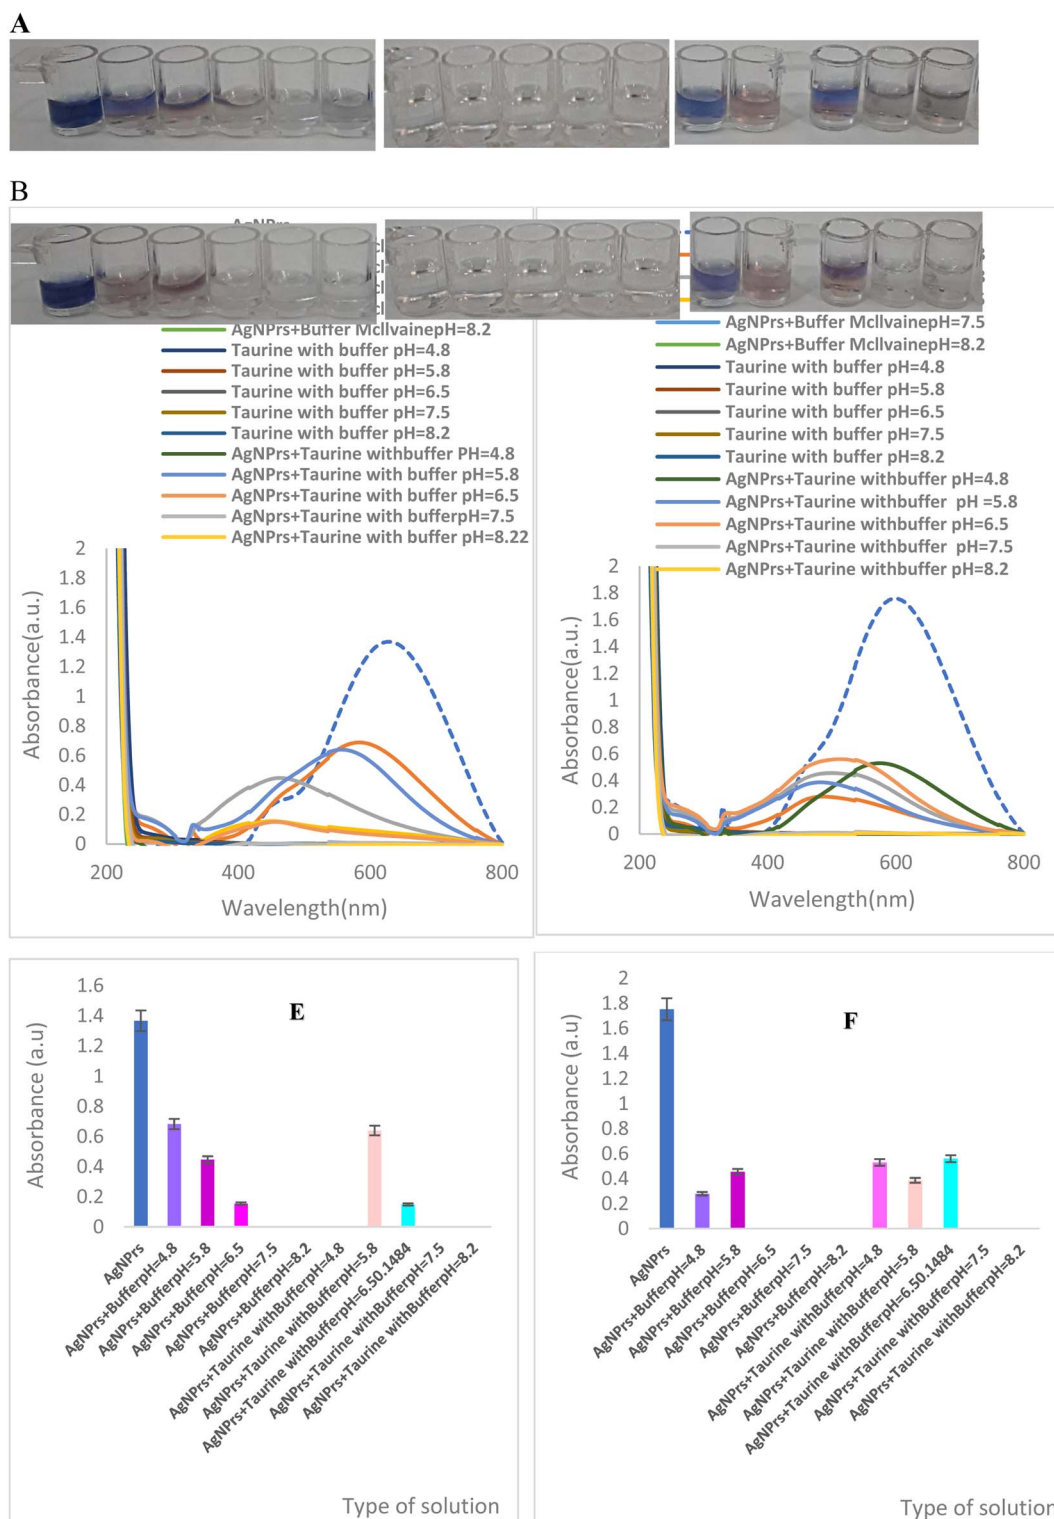 A
B
AgNPrs+Buffer McIlvainepH=8.2
Taurine with buffer pH=4.8
Taurine with buffer pH=5.8
Taurine with buffer pH=6.5
Taurine with buffer pH=7.5
Taurine with buffer pH=8.2
AgNPrs+Taurine withbuffer PH=4.8
AgNPrs+Taurine with buffer pH=5.8
AgNPrs+Taurine with buffer pH=6.5
AgNprs+Taurine with bufferpH=7.5
AgNPrs+Taurine with buffer pH=8.22
2
1.8
1.6
1.4
1.2
1
0.8
0.6
0.4
0.2
0
Absorbance(a.u.)
200
400
600
800
Wavelength(nm)
AgNPrs+Buffer McIlvainepH=7.5
AgNPrs+Buffer McIlvainepH=8.2
Taurine with buffer pH=4.8
Taurine with buffer pH=5.8
Taurine with buffer pH=6.5
Taurine with buffer pH=7.5
Taurine with buffer pH=8.2
AgNPrs+Taurine withbuffer pH=4.8
AgNPrs+Taurine withbuffer pH =5.8
AgNPrs+Taurine withbuffer pH=6.5
AgNPrs+Taurine withbuffer pH=7.5
AgNPrs+Taurine withbuffer pH=8.2
2
1.8
1.6
1.4
1.2
1
0.8
0.6
0.4
0.2
0
Absorbance(a.u.)
200
400
600
800
Wavelength(nm)
E
1.6
1.4
1.2
1
0.8
0.6
0.4
0.2
0
Absorbance (a.u)
AgNPrs
AgNPrs+BufferpH=4.8
AgNPrs+BufferpH=5.8
AgNPrs+BufferpH=6.5
AgNPrs+BufferpH=7.5
AgNPrs+BufferpH=8.2
AgNPrs+Taurine withBufferpH=4.8
AgNPrs+Taurine withBufferpH=5.8
AgNPrs+Taurine withBufferpH=6.50.1484
AgNPrs+Taurine withBufferpH=7.5
AgNPrs+Taurine withBufferpH=8.2
Type of solution
F
2
1.8
1.6
1.4
1.2
1
0.8
0.6
0.4
0.2
0
Absorbance (a.u)
AgNPrs
AgNPrs+BufferpH=4.8
AgNPrs+BufferpH=5.8
AgNPrs+BufferpH=6.5
AgNPrs+BufferpH=7.5
AgNPrs+BufferpH=8.2
AgNPrs+Taurine withBufferpH=4.8
AgNPrs+Taurine withBufferpH=5.8
AgNPrs+Taurine withBufferpH=6.50.1484
AgNPrs+Taurine withBufferpH=7.5
AgNPrs+Taurine withBufferpH=8.2
Type of solution